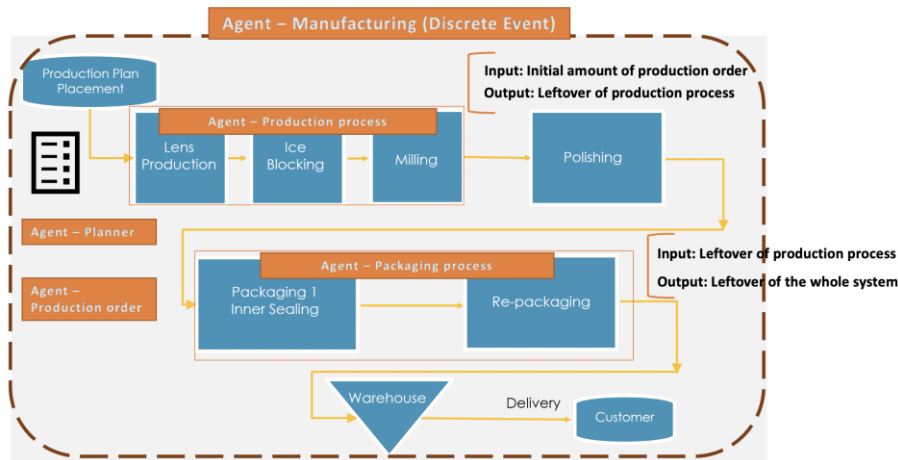 Agent – Manufacturing (Discrete Event)
Production Plan
Placement
Input: Initial amount of production order
Output: Leftover of production process
Agent – Production process
Lens
Production
Ice
Blocking
Milling
Polishing
Agent – Planner
Agent –
Production order
Input: Leftover of production process
Output: Leftover of the whole system
Agent – Packaging process
Packaging 1
Inner Sealing
Re-packaging
Warehouse
Delivery
Customer